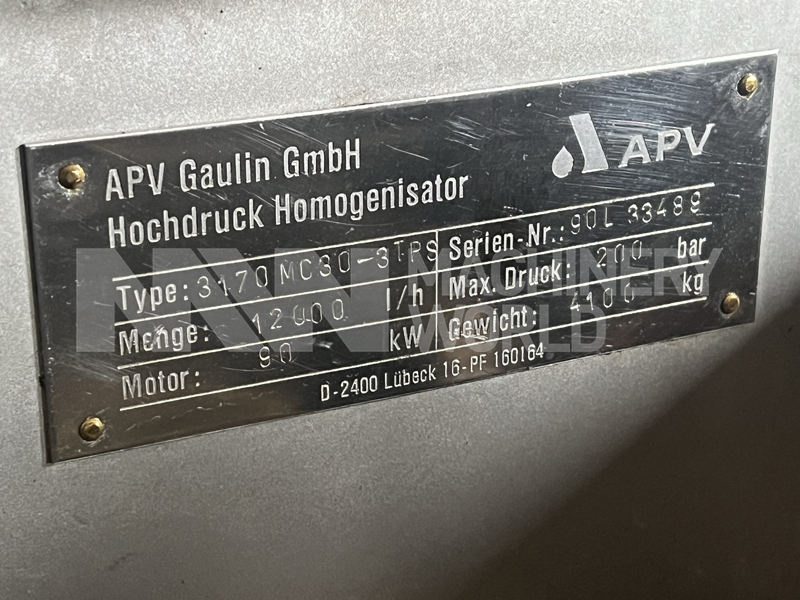 APV Gaulin GmbH
Hochdruck Homogenisator
APV
Type: 3170 MC30-3TPS
Serien-Nr.: 90L 33489
Menge: 12000 l/h
Max. Druck: 200 bar
Motor: 90 kW
Gewicht: 4100 kg
D-2400 Lübeck 16-PF 160164
MW MACHINERY
WORLD